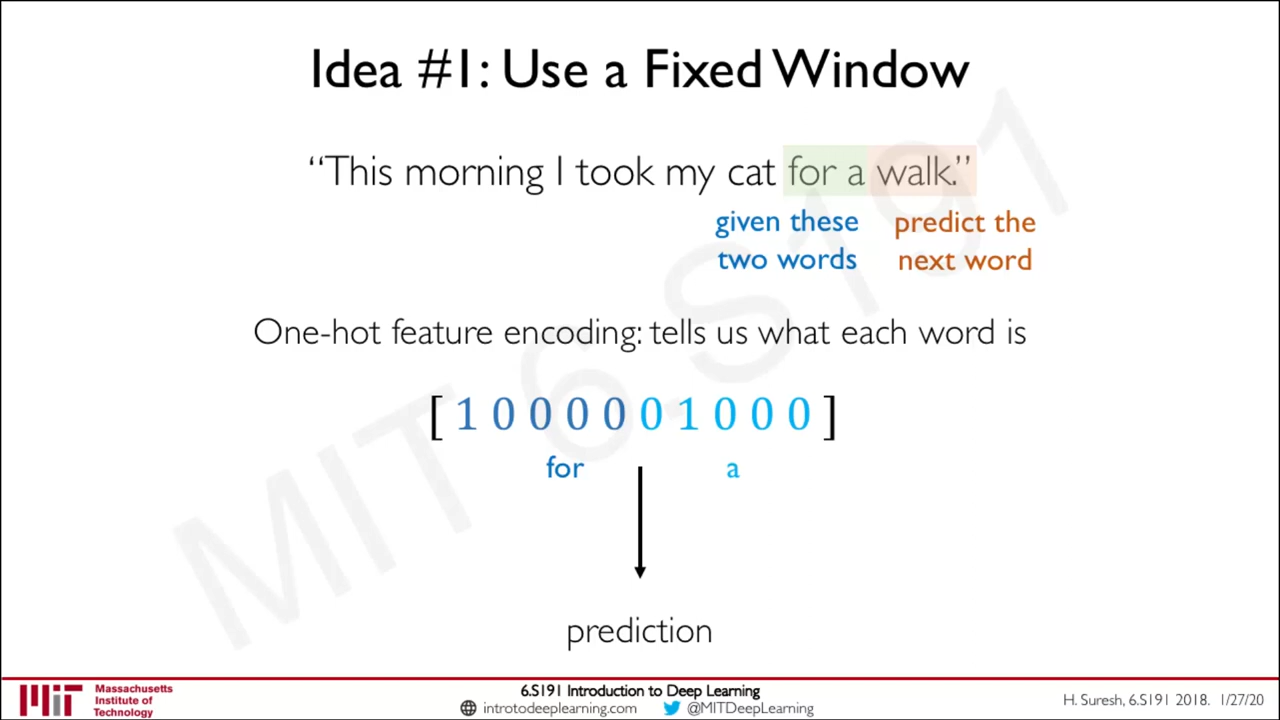 Idea #1: Use a Fixed Window
“This morning I took my cat for a walk.”
given these predict the
two words next word
One-hot feature encoding: tells us what each word is
[ 1 0 0 0 0 0 1 0 0 0 ]
for a
prediction
MIT 6.S191
Massachusetts
Institute of
Technology
6.S191 Introduction to Deep Learning
introtodeeplearning.com @MITDeepLearning
H. Suresh, 6.S191 2018. 1/27/20